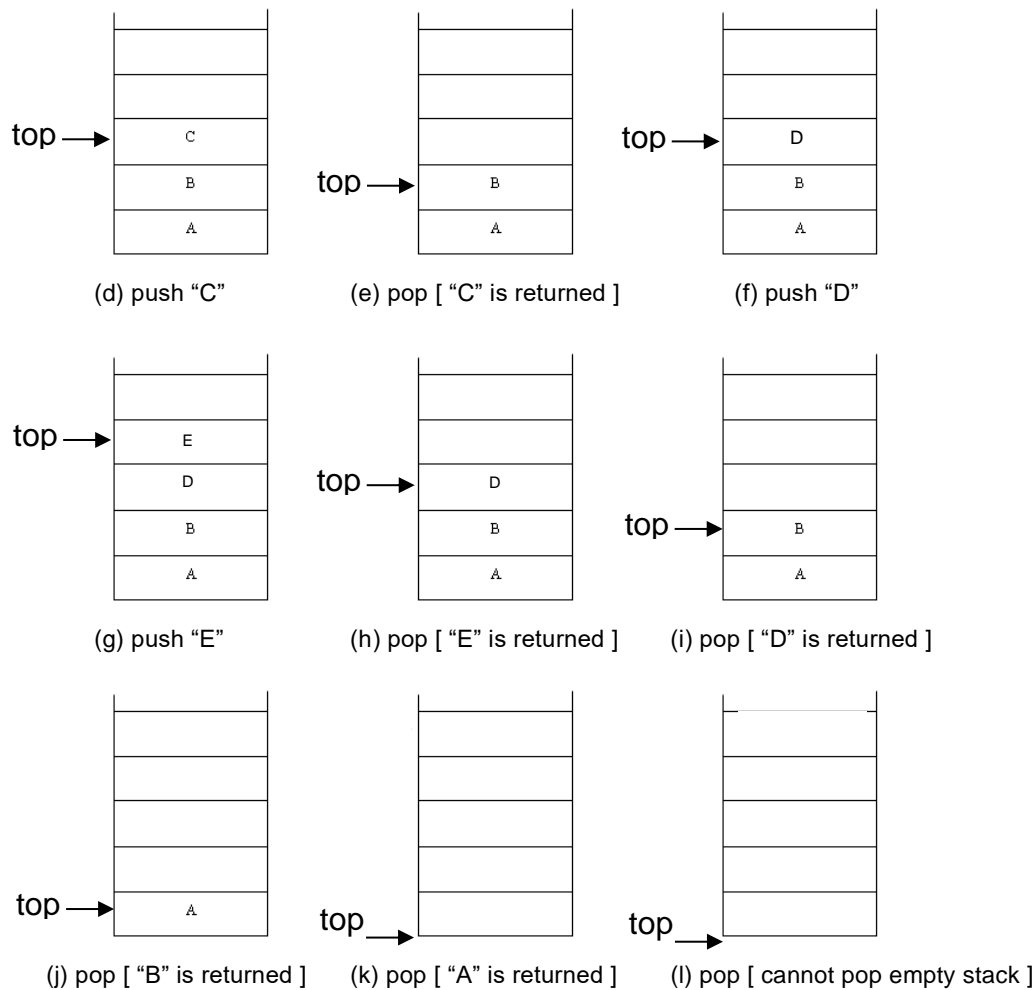 top C
B
A
top B
A
top D
B
A
(d) push “C”
(e) pop [ “C” is returned ]
(f) push “D”
top E
D
B
A
top D
B
A
top B
A
(g) push “E”
(h) pop [ “E” is returned ]
(i) pop [ “D” is returned ]
top A
top
top
(j) pop [ “B” is returned ]
(k) pop [ “A” is returned ]
(l) pop [ cannot pop empty stack ]